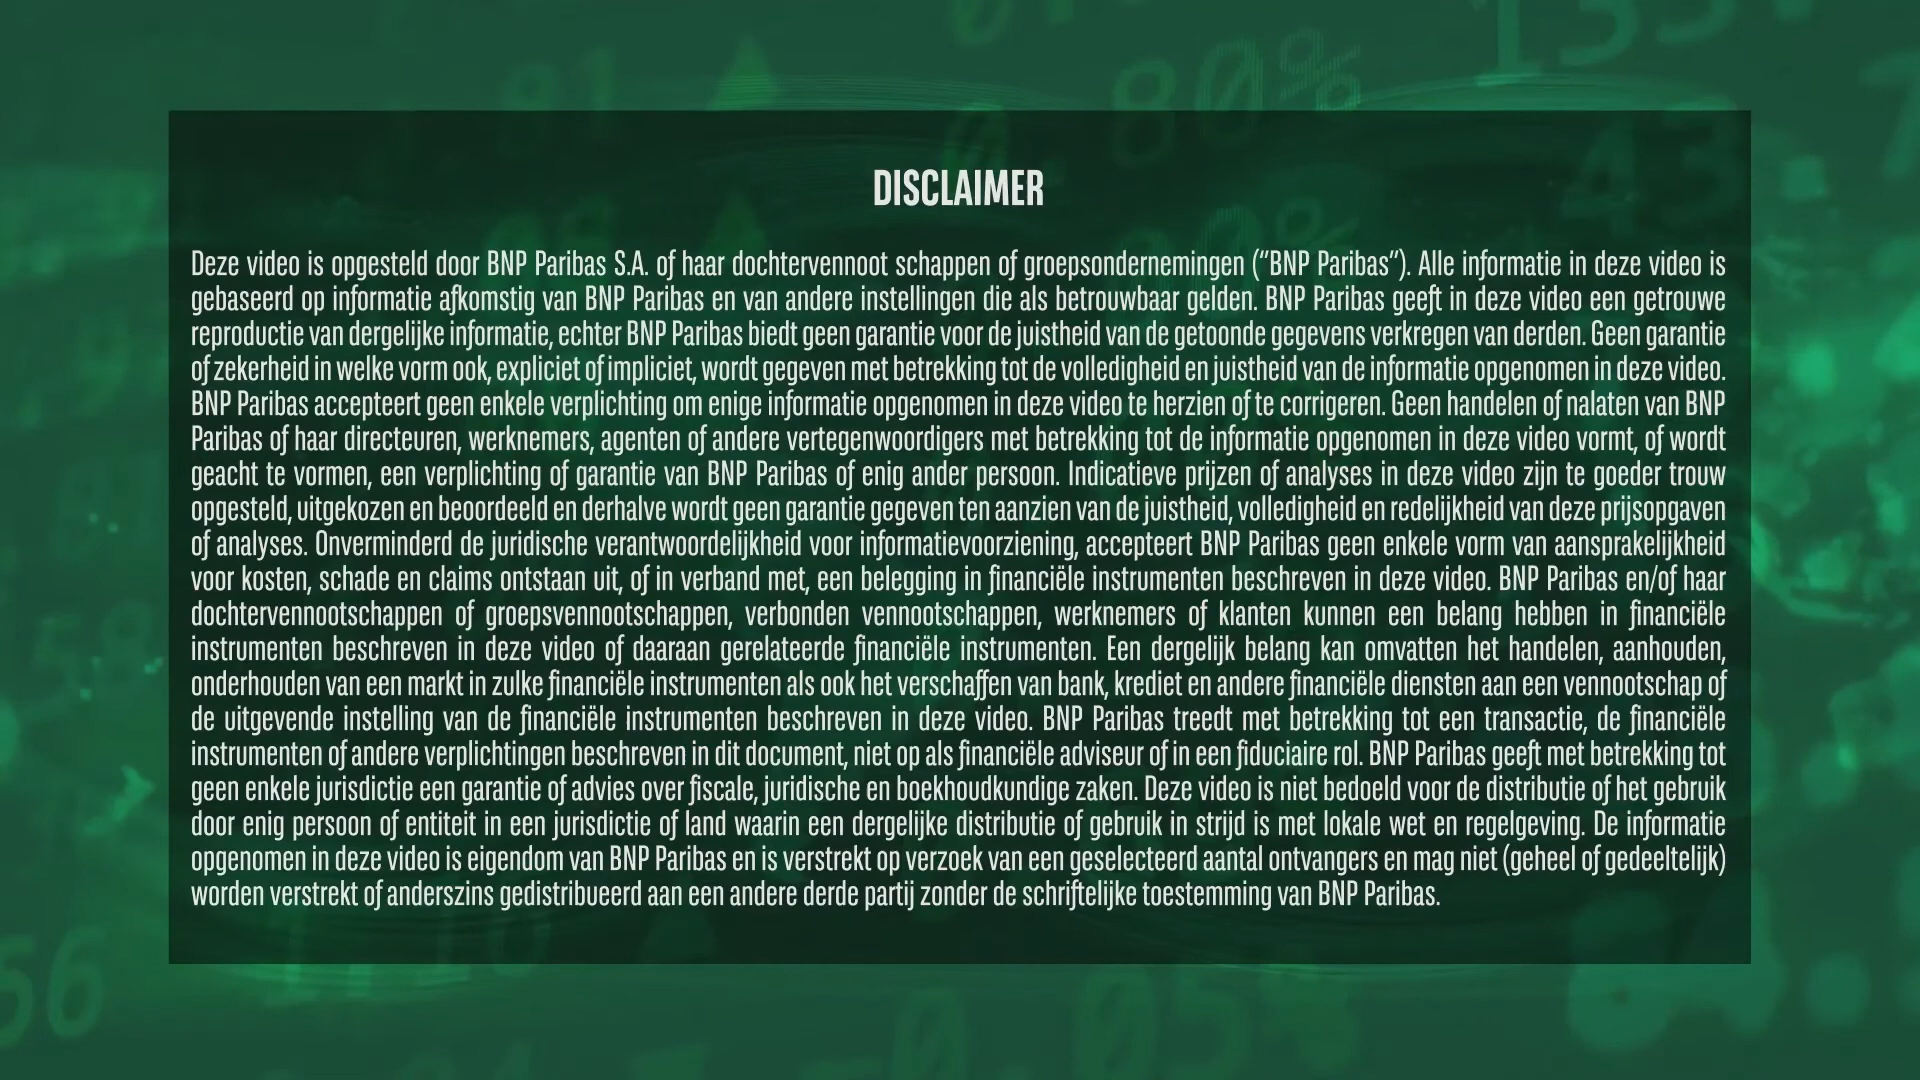 DISCLAIMER
Deze video is opgesteld door BNP Paribas S.A. of haar dochtervennoot schappen of groepsondernemingen (“BNP Paribas”). Alle informatie in deze video is
gebaseerd op informatie afkomstig van BNP Paribas en van andere instellingen die als betrouwbaar gelden. BNP Paribas geeft in deze video een getrouwe
reproductie van dergelijke informatie, echter BNP Paribas biedt geen garantie voor de juistheid van de getoonde gegevens verkregen van derden. Geen garantie
of zekerheid in welke vorm ook, expliciet of impliciet, wordt gegeven met betrekking tot de volledigheid en juistheid van de informatie opgenomen in deze video.
BNP Paribas accepteert geen enkele verplichting om enige informatie opgenomen in deze video te herzien of te corrigeren. Geen handelen of nalaten van BNP
Paribas of haar directeuren, werknemers, agenten of andere vertegenwoordigers met betrekking tot de informatie opgenomen in deze video vormt, of wordt
geacht te vormen, een verplichting of garantie van BNP Paribas of enig ander persoon. Indicatieve prijzen of analyses in deze video zijn te goeder trouw
opgesteld, uitgekozen en beoordeeld en derhalve wordt geen garantie gegeven ten aanzien van de juistheid, volledigheid en redelijkheid van deze prijsopgaven
of analyses. Onverminderd de juridische verantwoordelijkheid voor informatievoorziening, accepteert BNP Paribas geen enkele vorm van aansprakelijkheid
voor kosten, schade en claims ontstaan uit, of in verband met, een belegging in financiële instrumenten beschreven in deze video. BNP Paribas en/of haar
dochtervennootschappen of groepsvennootschappen, verbonden vennootschappen, werknemers of klanten kunnen een belang hebben in financiële
instrumenten beschreven in deze video of daaraan gerelateerde financiële instrumenten. Een dergelijk belang kan omvatten het handelen, aanhouden,
onderhouden van een markt in zulke financiële instrumenten als ook het verschaffen van bank, krediet en andere financiële diensten aan een vennootschap of
de uitgevende instelling van de financiële instrumenten beschreven in deze video. BNP Paribas treedt met betrekking tot een transactie, de financiële
instrumenten of andere verplichtingen beschreven in dit document, niet op als financiële adviseur of in een fiduciaire rol. BNP Paribas geeft met betrekking tot
geen enkele jurisdictie een garantie of advies over fiscale, juridische en boekhoudkundige zaken. Deze video is niet bedoeld voor de distributie of het gebruik
door enig persoon of entiteit in een jurisdictie of land waarin een dergelijke distributie of gebruik in strijd is met lokale wet en regelgeving. De informatie
opgenomen in deze video is eigendom van BNP Paribas en is verstrekt op verzoek van een geselecteerd aantal ontvangers en mag niet (geheel of gedeeltelijk)
worden verstrekt of anderszins gedistribueerd aan een andere derde partij zonder de schriftelijke toestemming van BNP Paribas.